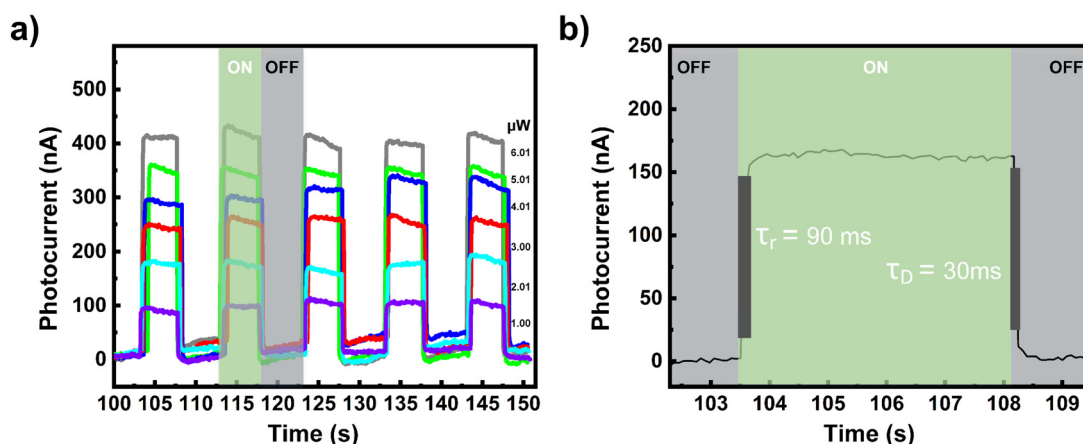 a)
ON OFF
Photocurrent (nA)
500
400
300
200
100
0
µW
6.01
5.01
4.01
3.00
2.01
1.00
100 105 110 115 120 125 130 135 140 145 150
Time (s)
b)
OFF ON OFF
Photocurrent (nA)
250
200
150
100
50
0
τr = 90 ms
τD = 30ms
103 104 105 106 107 108 109
Time (s)